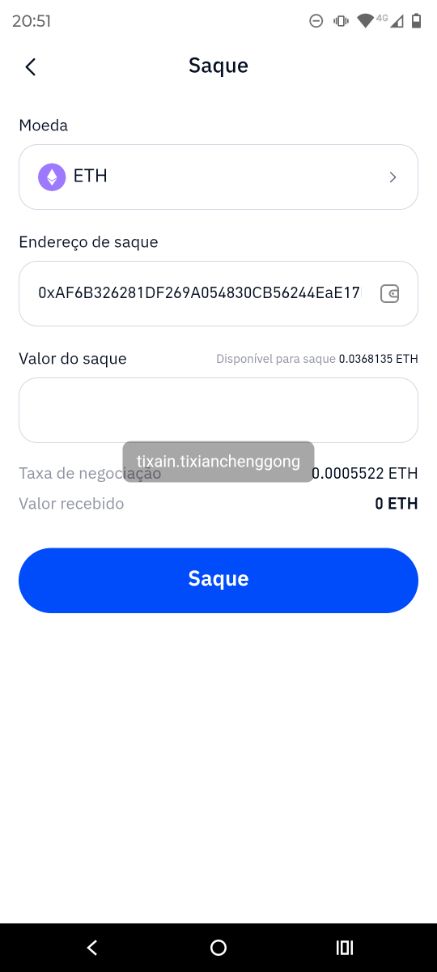 20:51
4G
Saque
Moeda
ETH
Endereço de saque
0xAF6B326281DF269A054830CB56244EaE17
Valor do saque
Disponível para saque 0.0368135 ETH
tixain.tixianchenggong
Taxa de negociação 0.0005522 ETH
Valor recebido 0 ETH
Saque